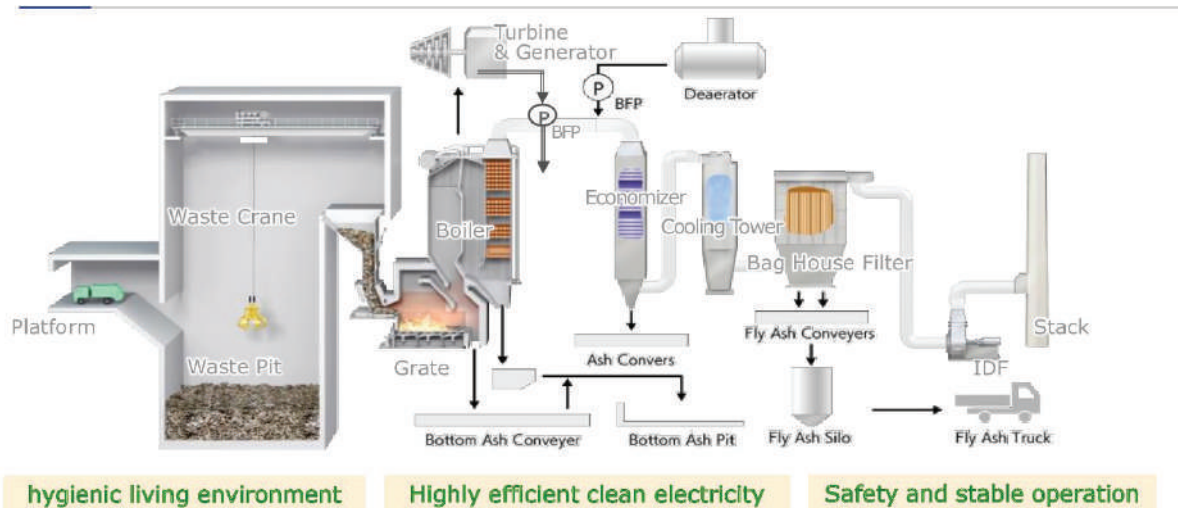 Turbine
& Generator
P
BFP
P
BFP
Deaerator
Waste Crane
Boiler
Economizer
Cooling Tower
Bag House Filter
Platform
Waste Pit
Grate
Ash Convers
Fly Ash Conveyers
IDF
Stack
Bottom Ash Conveyer
Bottom Ash Pit
Fly Ash Silo
Fly Ash Truck
hygienic living environment
Highly efficient clean electricity
Safety and stable operation